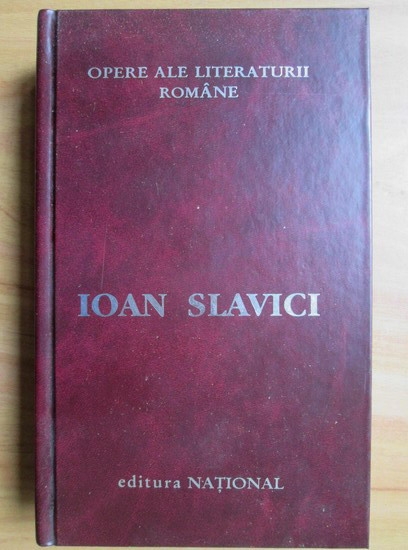 OPERE ALE LITERATURII
ROMÂNE
IOAN SLAVICI
editura NAȚIONAL